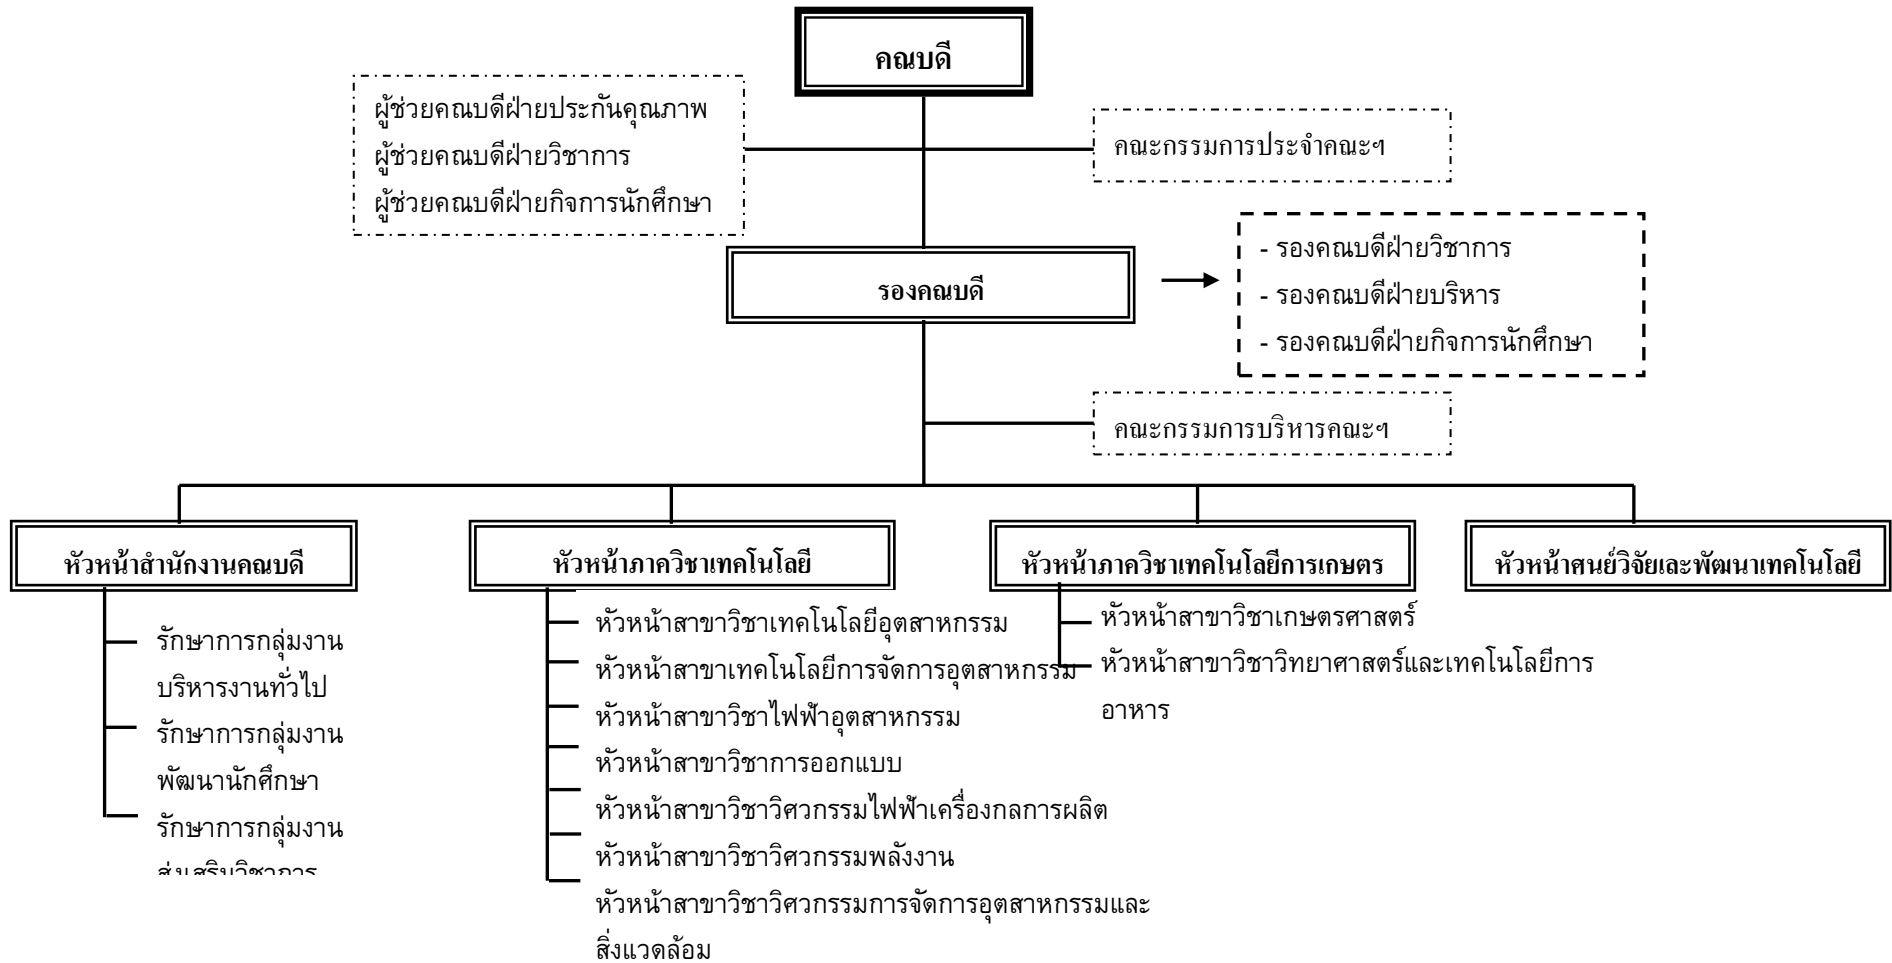 คณบดี
ผู้ช่วยคณบดีฝ่ายประกันคุณภาพ
ผู้ช่วยคณบดีฝ่ายวิชาการ
ผู้ช่วยคณบดีฝ่ายกิจการนักศึกษา
คณะกรรมการประจำคณะฯ
รองคณบดี
- รองคณบดีฝ่ายวิชาการ
- รองคณบดีฝ่ายบริหาร
- รองคณบดีฝ่ายกิจการนักศึกษา
คณะกรรมการบริหารคณะฯ
หัวหน้าสำนักงานคณบดี
รักษาการกลุ่มงาน
บริหารงานทั่วไป
รักษาการกลุ่มงาน
พัฒนานักศึกษา
รักษาการกลุ่มงาน
ส่งเสริมวิชาการ
หัวหน้าภาควิชาเทคโนโลยี
หัวหน้าสาขาวิชาเทคโนโลยีอุตสาหกรรม
หัวหน้าสาขาเทคโนโลยีการจัดการอุตสาหกรรม
หัวหน้าสาขาวิชาไฟฟ้าอุตสาหกรรม
หัวหน้าสาขาวิชาการออกแบบ
หัวหน้าสาขาวิชาวิศวกรรมไฟฟ้าเครื่องกลการผลิต
หัวหน้าสาขาวิชาวิศวกรรมพลังงาน
หัวหน้าสาขาวิชาวิศวกรรมการจัดการอุตสาหกรรมและ
สิ่งแวดล้อม
หัวหน้าภาควิชาเทคโนโลยีการเกษตร
หัวหน้าสาขาวิชาเกษตรศาสตร์
หัวหน้าสาขาวิชาวิทยาศาสตร์และเทคโนโลยีการ
อาหาร
หัวหน้าศนย์วิจัยและพัฒนาเทคโนโลยี